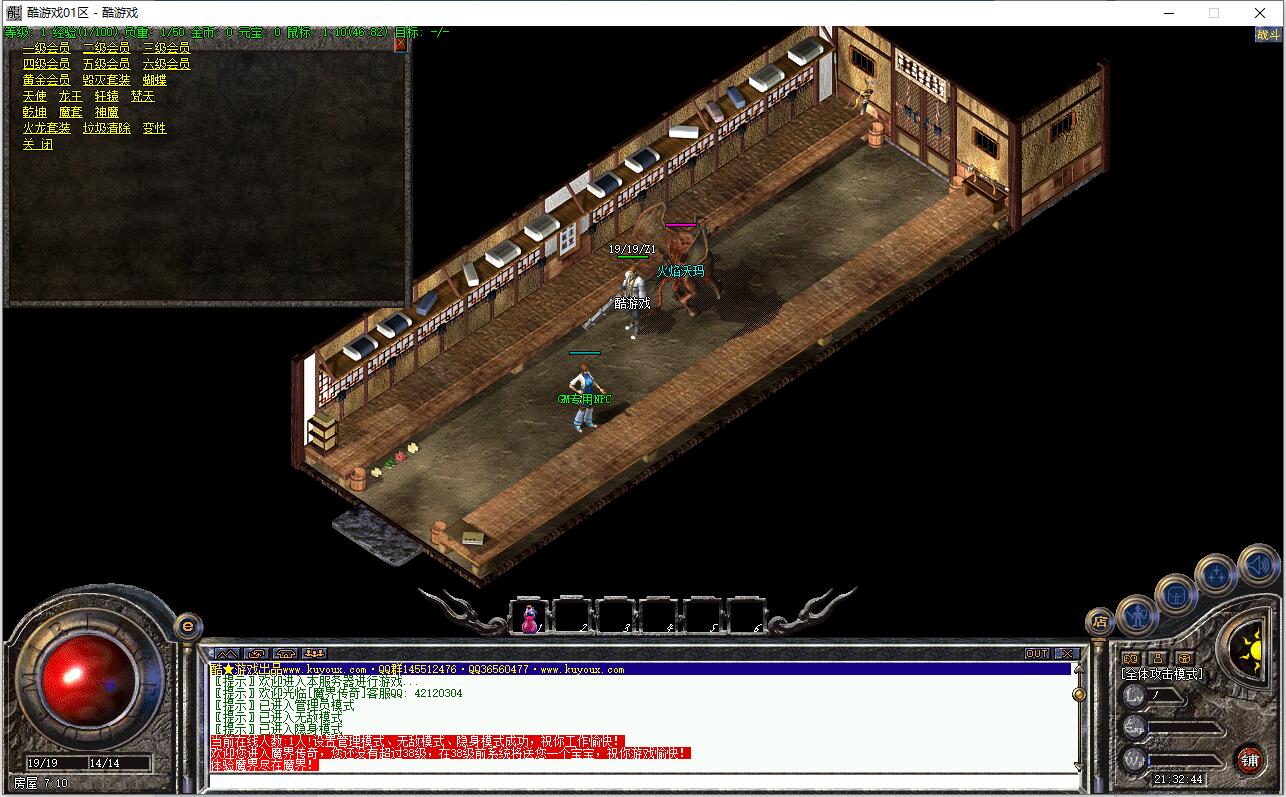 酷游戏01区 - 酷游戏
等级: 1 经验(1/100) 负重: 1/50 金币: 0 元宝: 0 鼠标: 1:10(46:82) 目标: -/-
战斗
一级会员 二级会员 三级会员
四级会员 五级会员 六级会员
黄金会员 毁灭套装 蝴蝶
天使 龙王 轩辕 梵天
乾坤 魔套 神魔
火龙套装 垃圾清除 变性
关 闭
19/19/Z1
火焰沃玛
酷游戏
GM专用NPC
1 2 3 4 5 6
店
OUT
酷★游戏出品www.kuyoux.com·QQ群145512476·QQ36560477·www.kuyoux.com
〖提示〗欢迎进入本服务器进行游戏...
〖提示〗欢迎光临[魔界传奇]客服QQ: 42120304
〖提示〗已进入管理员模式
〖提示〗已进入无敌模式
〖提示〗已进入隐身模式
当前在线人数:1人!设置管理模式、无敌模式、隐身模式成功，祝你工作愉快!
欢迎您进入魔界传奇，您还没有超过38级，在38级前系统将送您一个宝宝，祝你游戏愉快！
体验魔界尽在魔界！
[全体攻击模式]
Lv 1
Exp
铺
19/19 14/14
房屋 7:10
21:32:44